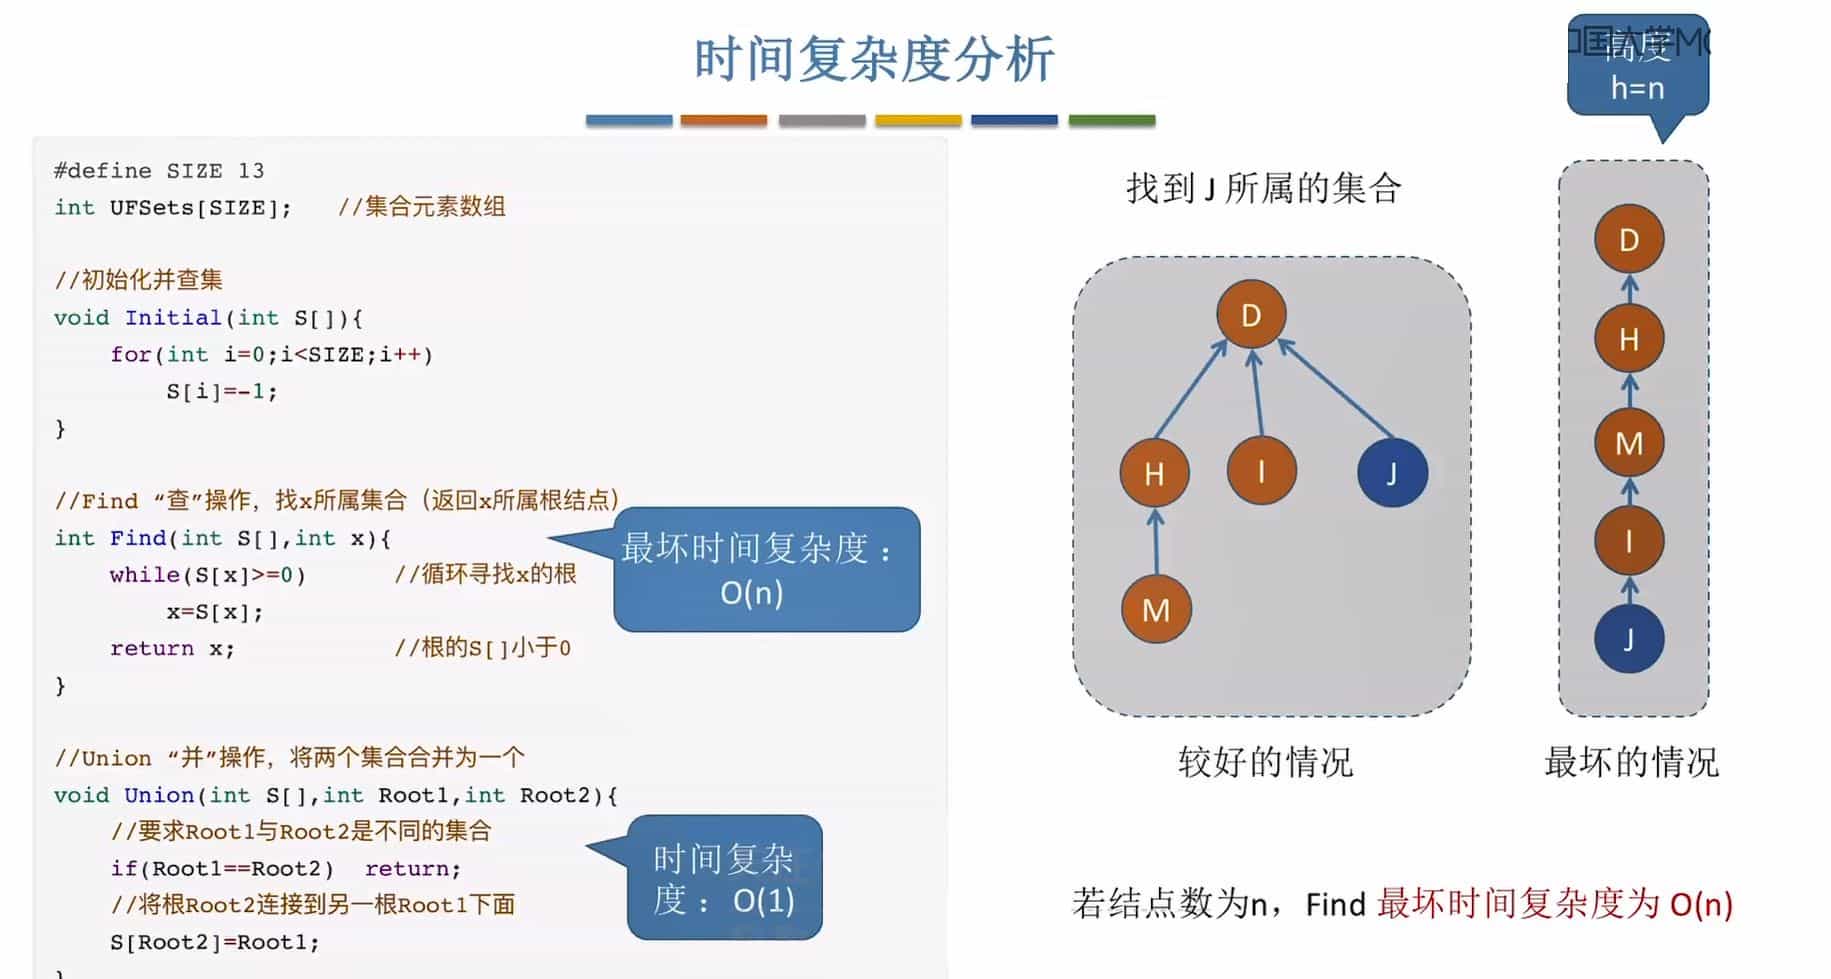 时间复杂度分析
#define SIZE 13
int UFSets[SIZE];   //集合元素数组
//初始化并查集
void Initial(int S[]){
    for(int i=0;i<SIZE;i++)
        S[i]=-1;
}
//Find “查”操作，找x所属集合（返回x所属根结点）
int Find(int S[],int x){
    while(S[x]>=0)      //循环寻找x的根
        x=S[x];
    return x;           //根的S[]小于0
}
最坏时间复杂度：
O(n)
//Union “并”操作，将两个集合合并为一个
void Union(int S[],int Root1,int Root2){
    //要求Root1与Root2是不同的集合
    if(Root1==Root2)  return;
    //将根Root2连接到另一根Root1下面
    S[Root2]=Root1;
}
时间复杂
度：O(1)
找到 J 所属的集合
D
H
I
J
M
较好的情况
高度
h=n
D
H
M
I
J
最坏的情况
若结点数为n，Find 最坏时间复杂度为 O(n)